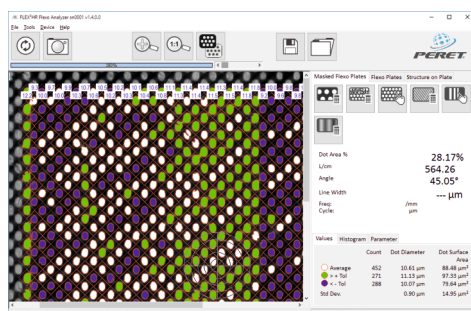 FLEX³HR Flexo Analyzer sn0001 v1.4.0.0
File Tools Device Help
1:1
30%
PERET
Masked Flexo Plates Flexo Plates Structure on Plate
Dot Area % 28.17%
L/cm 564.26
Angle 45.05°
Line Width --- µm
Freq: /mm
Cycle: µm
Values Histogram Parameter
Count Dot Diameter Dot Surface Area
Average 452 10.61 µm 88.48 µm²
> + Tol 271 11.13 µm 97.33 µm²
< - Tol 288 10.07 µm 79.64 µm²
Std Dev. 0.90 µm 14.95 µm²